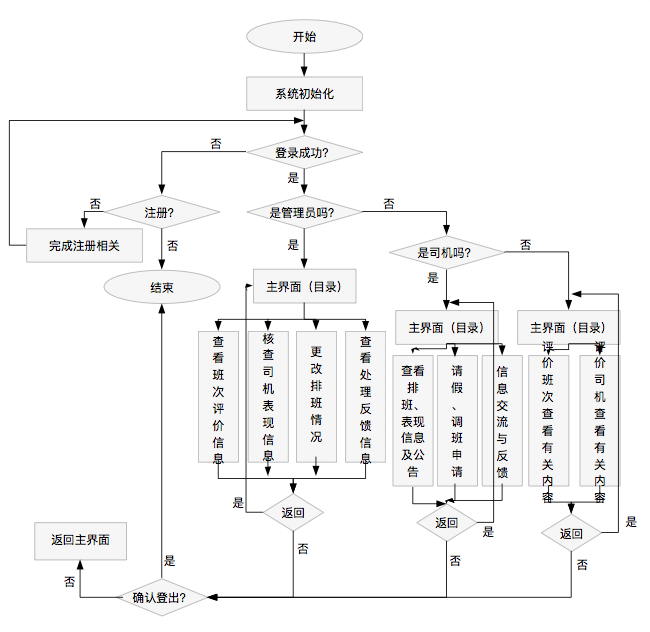 开始
系统初始化
登录成功?
否
是
注册?
否
否
完成注册相关
结束
是管理员吗?
否
是
是司机吗?
否
是
主界面（目录）
主界面（目录）
主界面（目录）
查看班次评价信息
核查司机表现信息
更改排班情况
查看处理反馈信息
查看
排
班、
表现
信息
及公
告
请假、调班申请
信息交流与反馈
评价班次查看有关内容
评价司机查看有关内容
返回
是
否
返回
是
否
返回
是
否
返回主界面
是
否
确认登出?